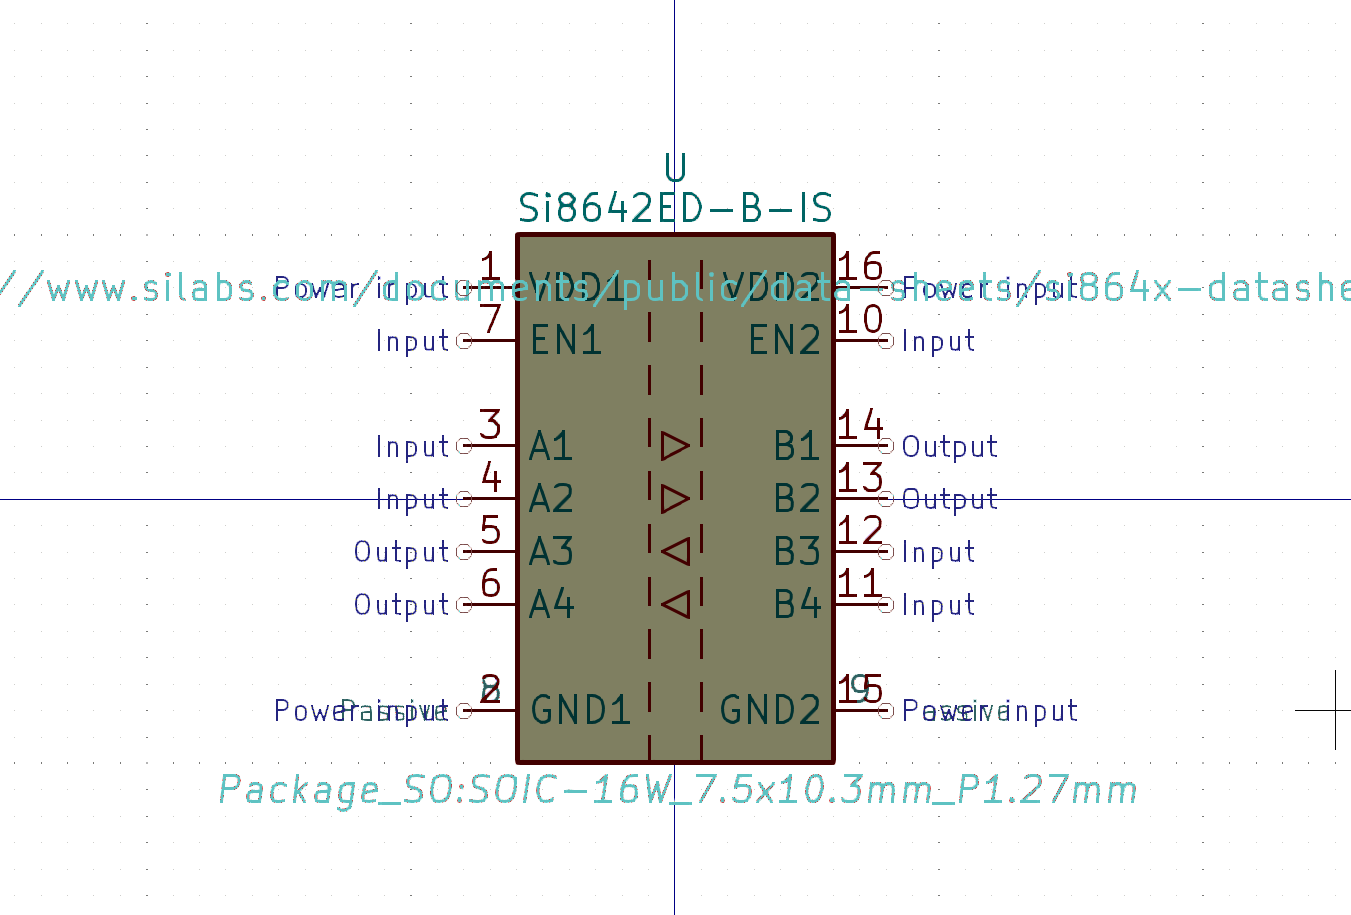 U
Si8642ED-B-IS
1 16
//www.silabs.com/documents/public/data-sheets/si864x-datashe
Power input VDD1 VDD2 Power input
7 10
Input EN1 EN2 Input
3 14
Input A1 B1 Output
4 13
Input A2 B2 Output
5 12
Output A3 B3 Input
6 11
Output A4 B4 Input
2 8 15 9
Power input Passive GND1 GND2 Power input Passive
Package_SO:SOIC-16W_7.5x10.3mm_P1.27mm